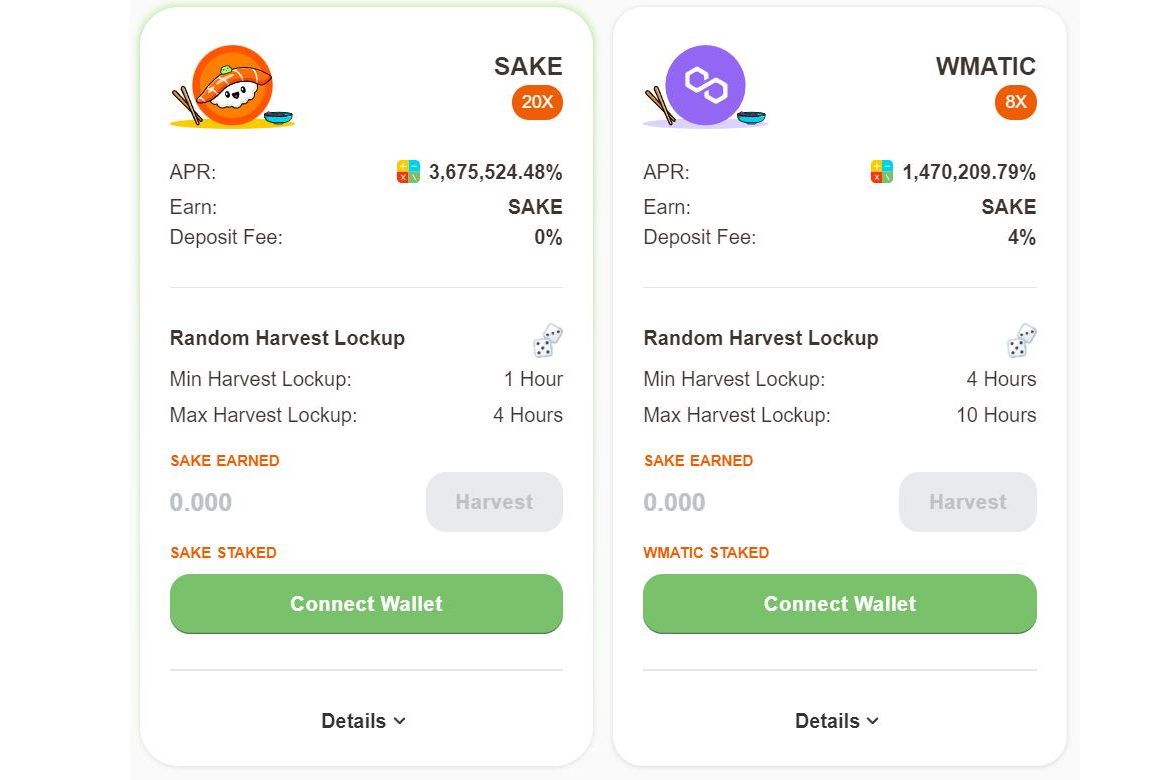 SAKE
20X
APR: 3,675,524.48%
Earn: SAKE
Deposit Fee: 0%
Random Harvest Lockup
Min Harvest Lockup: 1 Hour
Max Harvest Lockup: 4 Hours
SAKE EARNED
0.000 Harvest
SAKE STAKED
Connect Wallet
Details
WMATIC
8X
APR: 1,470,209.79%
Earn: SAKE
Deposit Fee: 4%
Random Harvest Lockup
Min Harvest Lockup: 4 Hours
Max Harvest Lockup: 10 Hours
SAKE EARNED
0.000 Harvest
WMATIC STAKED
Connect Wallet
Details